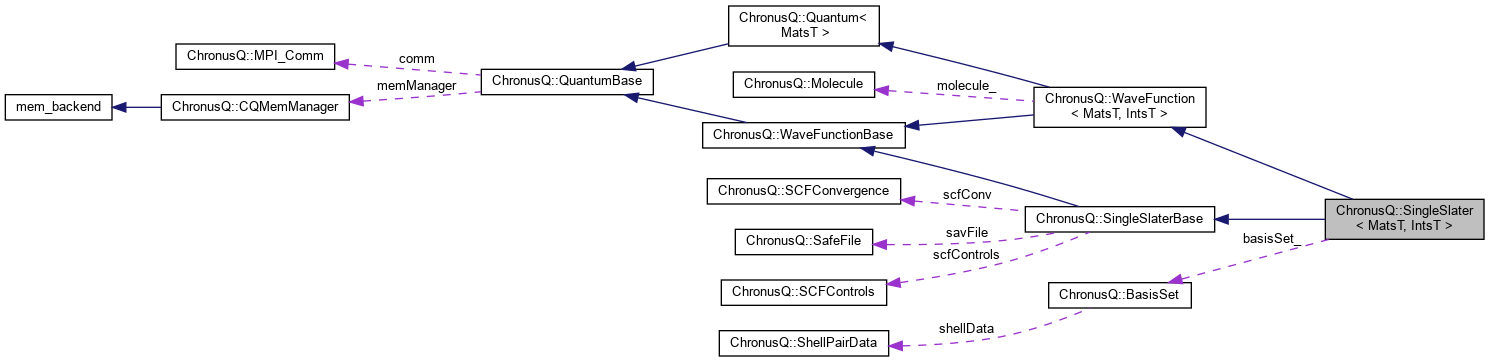 ChronusQ::Quantum<
MatsT >
ChronusQ::MPI_Comm
comm
ChronusQ::QuantumBase
ChronusQ::Molecule
molecule_
memManager
mem_backend
ChronusQ::CQMemManager
ChronusQ::WaveFunction
< MatsT, IntsT >
ChronusQ::WaveFunctionBase
ChronusQ::SCFConvergence
scfConv
ChronusQ::SingleSlaterBase
ChronusQ::SingleSlater
< MatsT, IntsT >
ChronusQ::SafeFile
savFile
basisSet_
scfControls
ChronusQ::SCFControls
ChronusQ::BasisSet
ChronusQ::ShellPairData
shellData